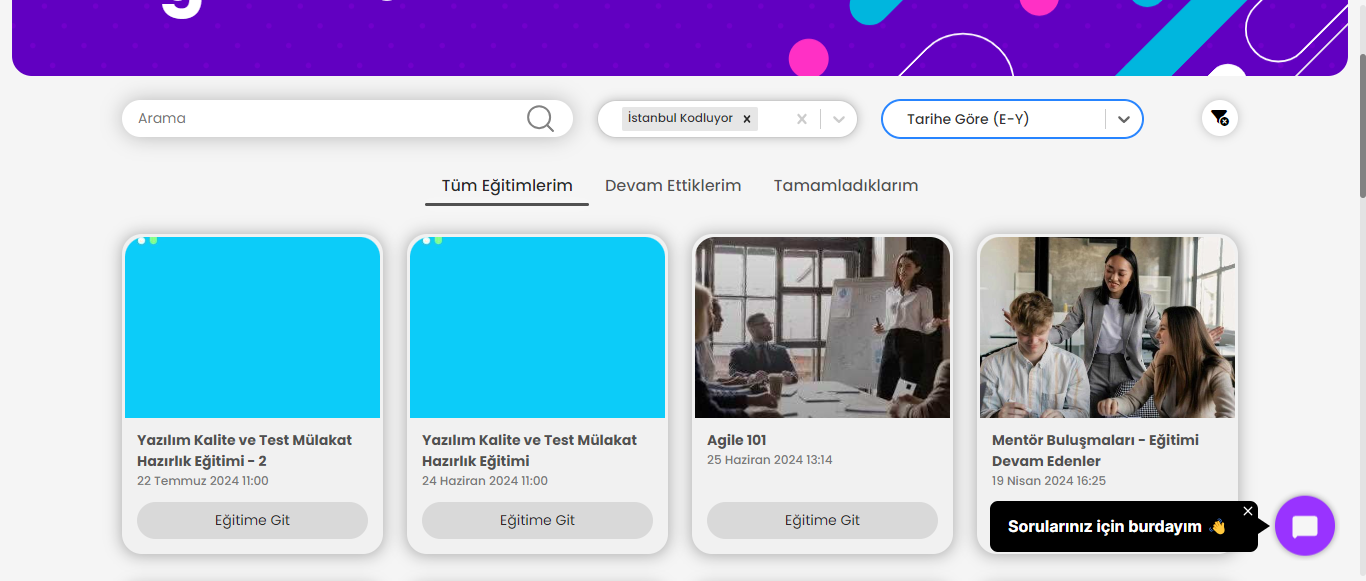 Arama
İstanbul Kodluyor ×
Tarihe Göre (E-Y)
Tüm Eğitimlerim
Devam Ettiklerim
Tamamladıklarım
Yazılım Kalite ve Test Mülakat
Hazırlık Eğitimi - 2
22 Temmuz 2024 11:00
Eğitime Git
Yazılım Kalite ve Test Mülakat
Hazırlık Eğitimi
24 Haziran 2024 11:00
Eğitime Git
Agile 101
25 Haziran 2024 13:14
Eğitime Git
Mentör Buluşmaları - Eğitimi
Devam Edenler
19 Nisan 2024 16:25
Sorularınız için burdayım 👋